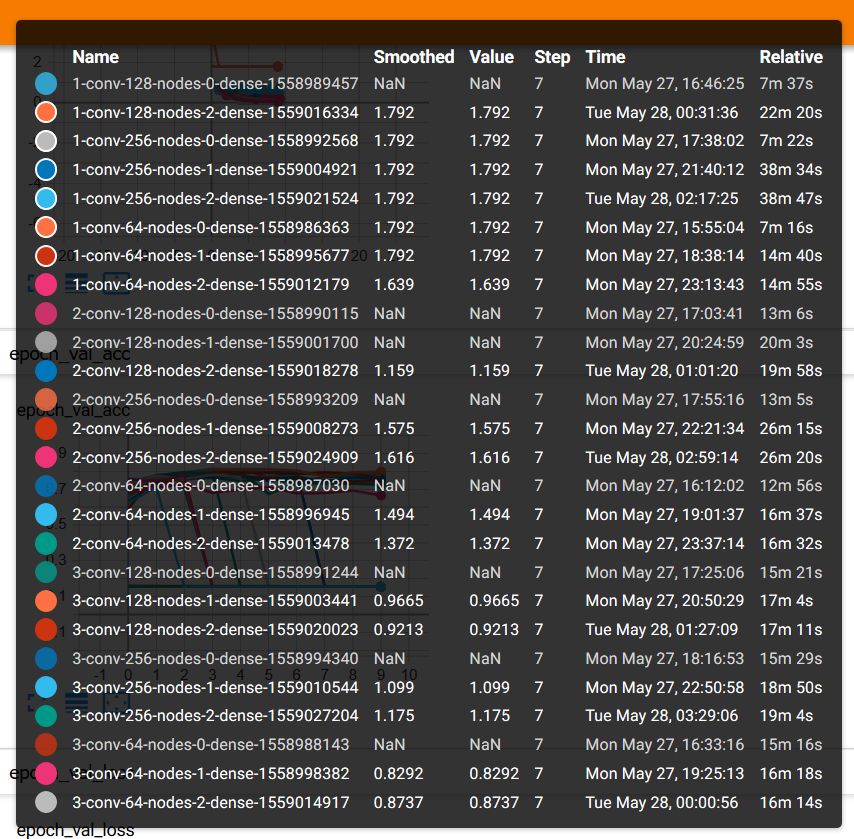 Name Smoothed Value Step Time Relative
1-conv-128-nodes-0-dense-1558989457 NaN NaN 7 Mon May 27, 16:46:25 7m 37s
1-conv-128-nodes-2-dense-1559016334 1.792 1.792 7 Tue May 28, 00:31:36 22m 20s
1-conv-256-nodes-0-dense-1558992568 1.792 1.792 7 Mon May 27, 17:38:02 7m 22s
1-conv-256-nodes-1-dense-1559004921 1.792 1.792 7 Mon May 27, 21:40:12 38m 34s
1-conv-256-nodes-2-dense-1559021524 1.792 1.792 7 Tue May 28, 02:17:25 38m 47s
1-conv-64-nodes-0-dense-1558986363 1.792 1.792 7 Mon May 27, 15:55:04 7m 16s
1-conv-64-nodes-1-dense-1558995677 1.792 1.792 7 Mon May 27, 18:38:14 14m 40s
1-conv-64-nodes-2-dense-1559012179 1.639 1.639 7 Mon May 27, 23:13:43 14m 55s
2-conv-128-nodes-0-dense-1558990115 NaN NaN 7 Mon May 27, 17:03:41 13m 6s
2-conv-128-nodes-1-dense-1559001700 NaN NaN 7 Mon May 27, 20:24:59 20m 3s
epoch_val_acc
2-conv-128-nodes-2-dense-1559018278 1.159 1.159 7 Tue May 28, 01:01:20 19m 58s
2-conv-256-nodes-0-dense-1558993209 NaN NaN 7 Mon May 27, 17:55:16 13m 5s
epoch_val_acc
2-conv-256-nodes-1-dense-1559008273 1.575 1.575 7 Mon May 27, 22:21:34 26m 15s
2-conv-256-nodes-2-dense-1559024909 1.616 1.616 7 Tue May 28, 02:59:14 26m 20s
2-conv-64-nodes-0-dense-1558987030 NaN NaN 7 Mon May 27, 16:12:02 12m 56s
2-conv-64-nodes-1-dense-1558996945 1.494 1.494 7 Mon May 27, 19:01:37 16m 37s
2-conv-64-nodes-2-dense-1559013478 1.372 1.372 7 Mon May 27, 23:37:14 16m 32s
3-conv-128-nodes-0-dense-1558991244 NaN NaN 7 Mon May 27, 17:25:06 15m 21s
3-conv-128-nodes-1-dense-1559003441 0.9665 0.9665 7 Mon May 27, 20:50:29 17m 4s
3-conv-128-nodes-2-dense-1559020023 0.9213 0.9213 7 Tue May 28, 01:27:09 17m 11s
3-conv-256-nodes-0-dense-1558994340 NaN NaN 7 Mon May 27, 18:16:53 15m 29s
-1 0 1 2 3 4 5 6 7 8 9 10
3-conv-256-nodes-1-dense-1559010544 1.099 1.099 7 Mon May 27, 22:50:58 18m 50s
3-conv-256-nodes-2-dense-1559027204 1.175 1.175 7 Tue May 28, 03:29:06 19m 4s
3-conv-64-nodes-0-dense-1558988143 NaN NaN 7 Mon May 27, 16:33:16 15m 16s
3-conv-64-nodes-1-dense-1558998382 0.8292 0.8292 7 Mon May 27, 19:25:13 16m 18s
3-conv-64-nodes-2-dense-1559014917 0.8737 0.8737 7 Tue May 28, 00:00:56 16m 14s
epoch_val_loss